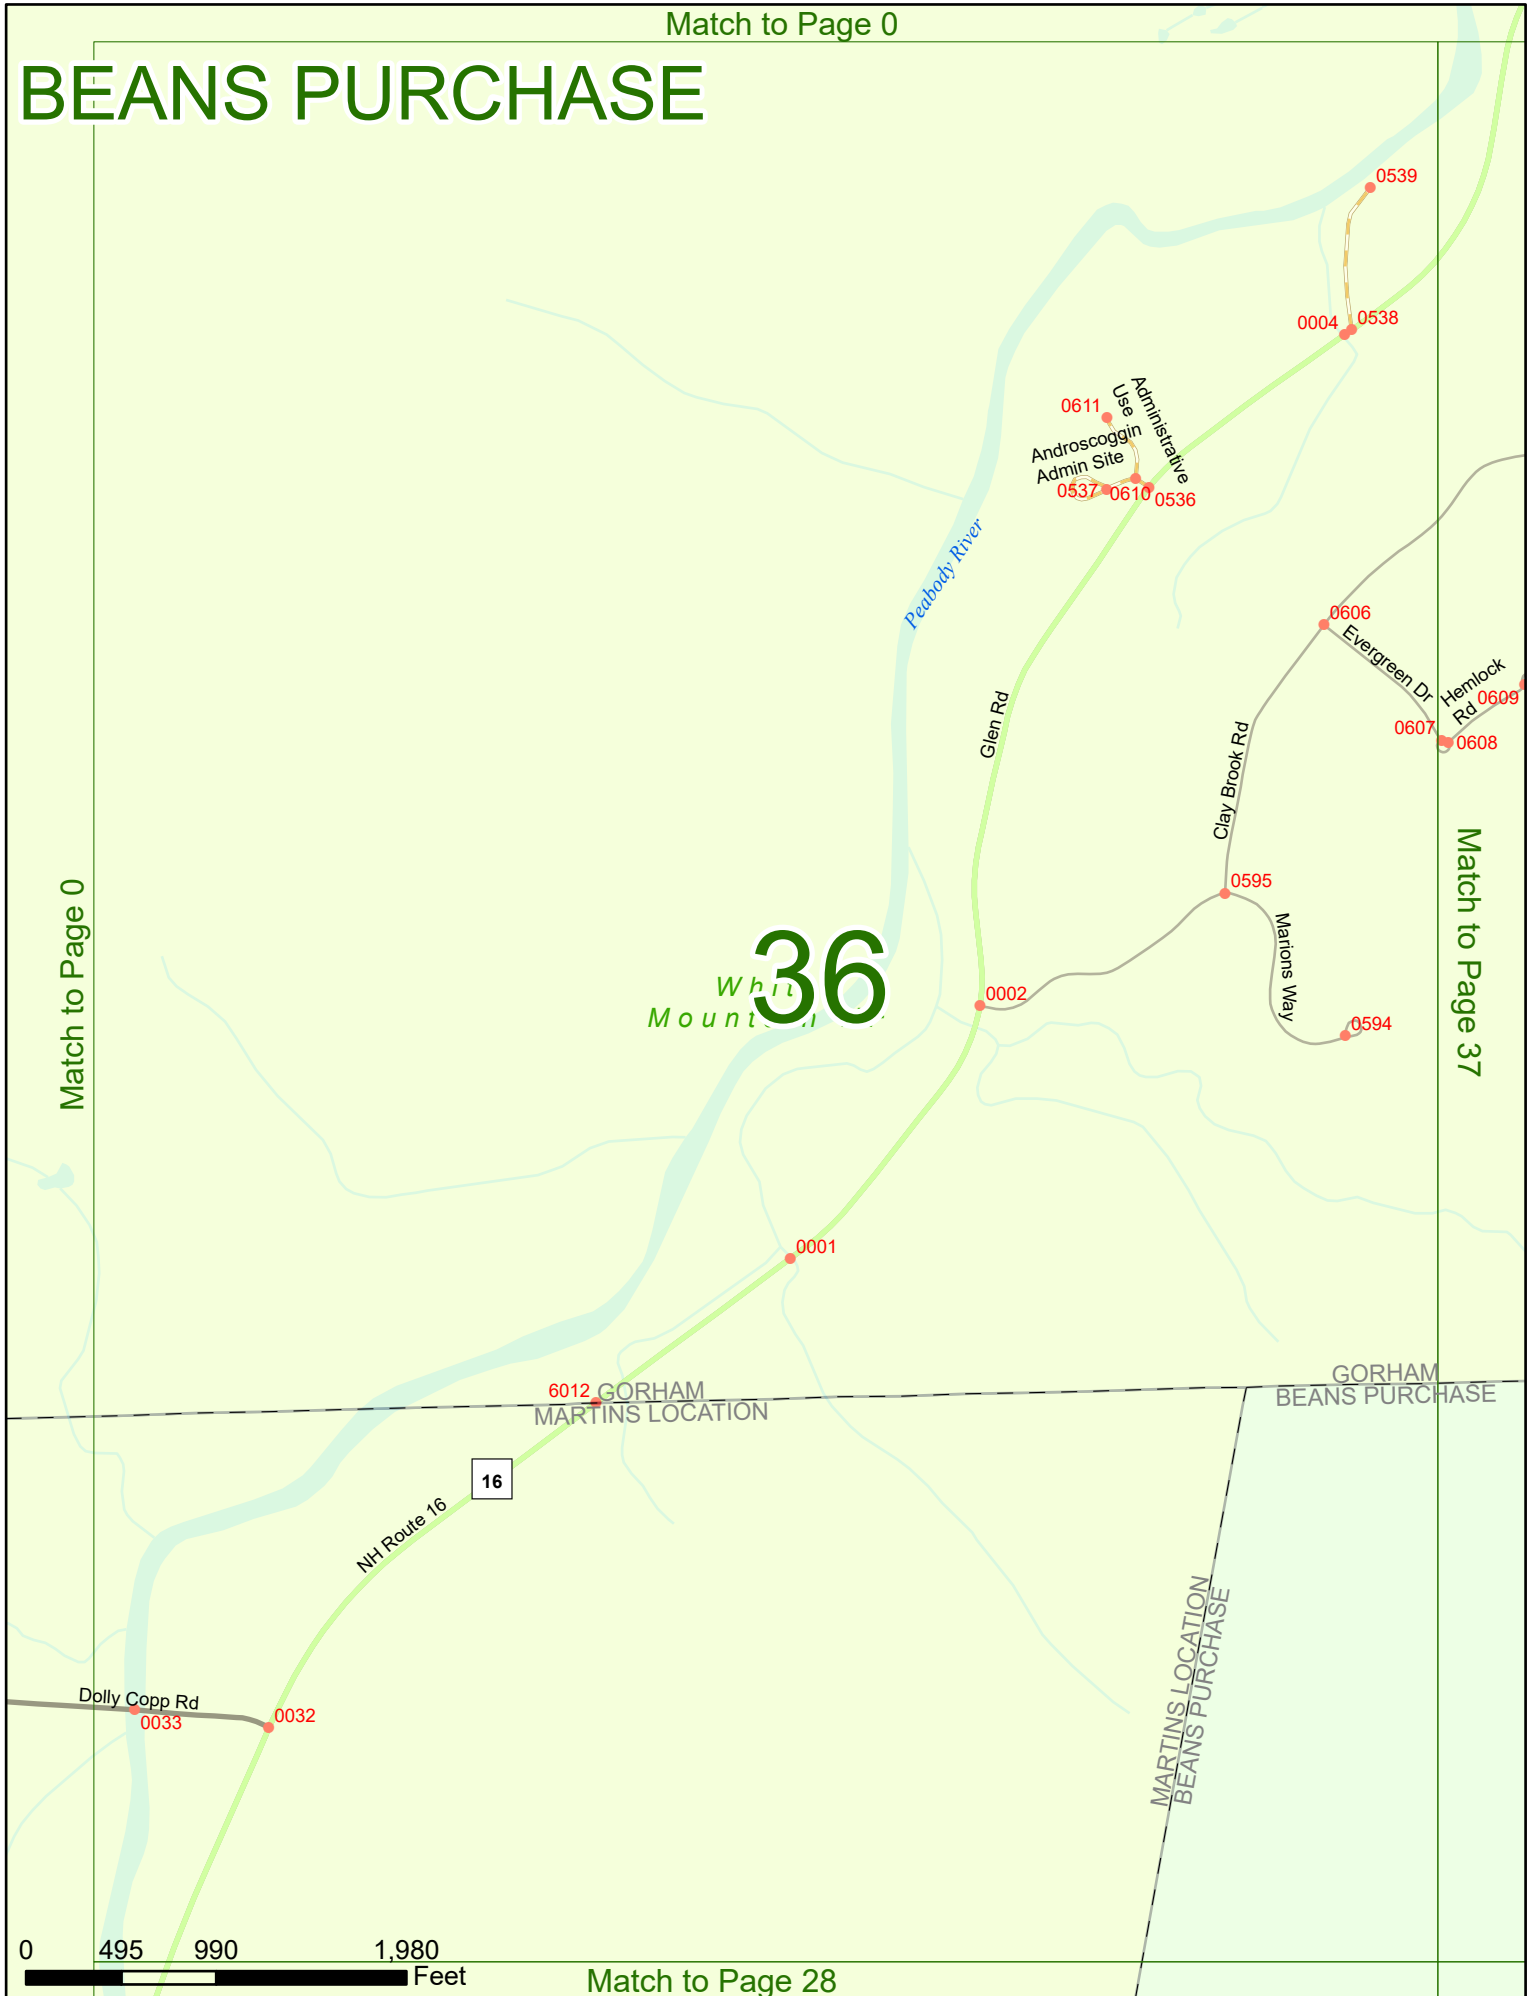 Match to Page 0
BEANS PURCHASE
0539
0004
0538
0611
Administrative
Use
Androscoggin
Admin Site
0537
0610
0536
Peabody River
0606
Evergreen Dr
Hemlock
Rd
0609
0607
0608
Glen Rd
Clay Brook Rd
Match to Page 0
Match to Page 37
0595
Marions Way
36
Mount
0002
0594
0001
6012
GORHAM
MARTINS LOCATION
GORHAM
BEANS PURCHASE
16
NH Route 16
MARTINS LOCATION
BEANS PURCHASE
Dolly Copp Rd
0033
0032
0 495 990 1,980
Feet
Match to Page 28